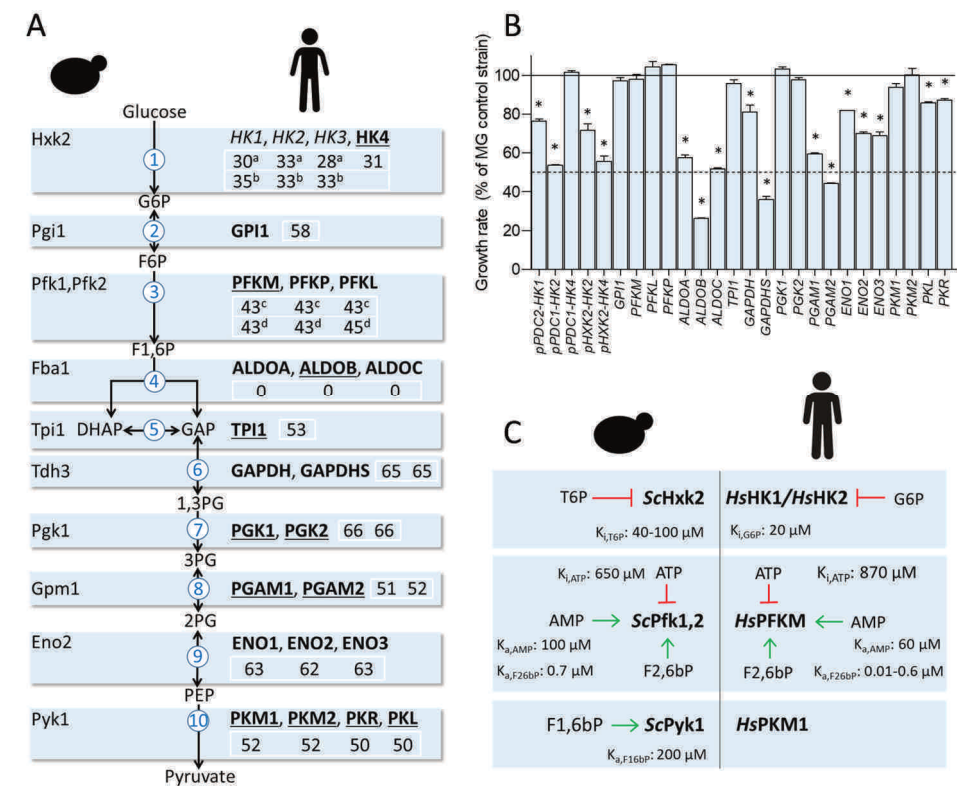 A
Glucose
Hxk2
HK1, HK2, HK3, HK4
30a 33a 28a 31
35b 33b 33b
1
G6P
Pgi1
2
GPI1 58
F6P
Pfk1,Pfk2
3
PFKM, PFKP, PFKL
43c 43c 43c
43d 43d 45d
F1,6P
Fba1
4
ALDOA, ALDOB, ALDOC
0 0 0
Tpi1 DHAP 5 GAP TPI1 53
Tdh3
6
GAPDH, GAPDHS 65 65
1,3PG
Pgk1
7
PGK1, PGK2 66 66
3PG
Gpm1
8
PGAM1, PGAM2 51 52
2PG
Eno2
9
ENO1, ENO2, ENO3
63 62 63
PEP
Pyk1
10
PKM1, PKM2, PKR, PKL
52 52 50 50
Pyruvate
B
Growth rate (% of MG control strain)
120
100
80
60
40
20
0
* * * * * * * * * * * * * * * * *
pPDC2-HK1
pPDC1-HK2
pPDC1-HK4
pHXK2-HK2
pHXK2-HK4
GPI1
PFKM
PFKL
PFKP
ALDOA
ALDOB
ALDOC
TPI1
GAPDH
GAPDHS
PGK1
PGK2
PGAM1
PGAM2
ENO1
ENO2
ENO3
PKM1
PKM2
PKL
PKR
C
T6P ScHxk2
Ki,T6P: 40-100 µM
HsHK1/HsHK2 G6P
Ki,G6P: 20 µM
Ki,ATP: 650 µM ATP
AMP ScPfk1,2
Ka,AMP: 100 µM
Ka,F26bP: 0.7 µM F2,6bP
ATP Ki,ATP: 870 µM
HsPFKM AMP
Ka,AMP: 60 µM
F2,6bP Ka,F26bP: 0.01-0.6 µM
F1,6bP ScPyk1
Ka,F16bP: 200 µM
HsPKM1